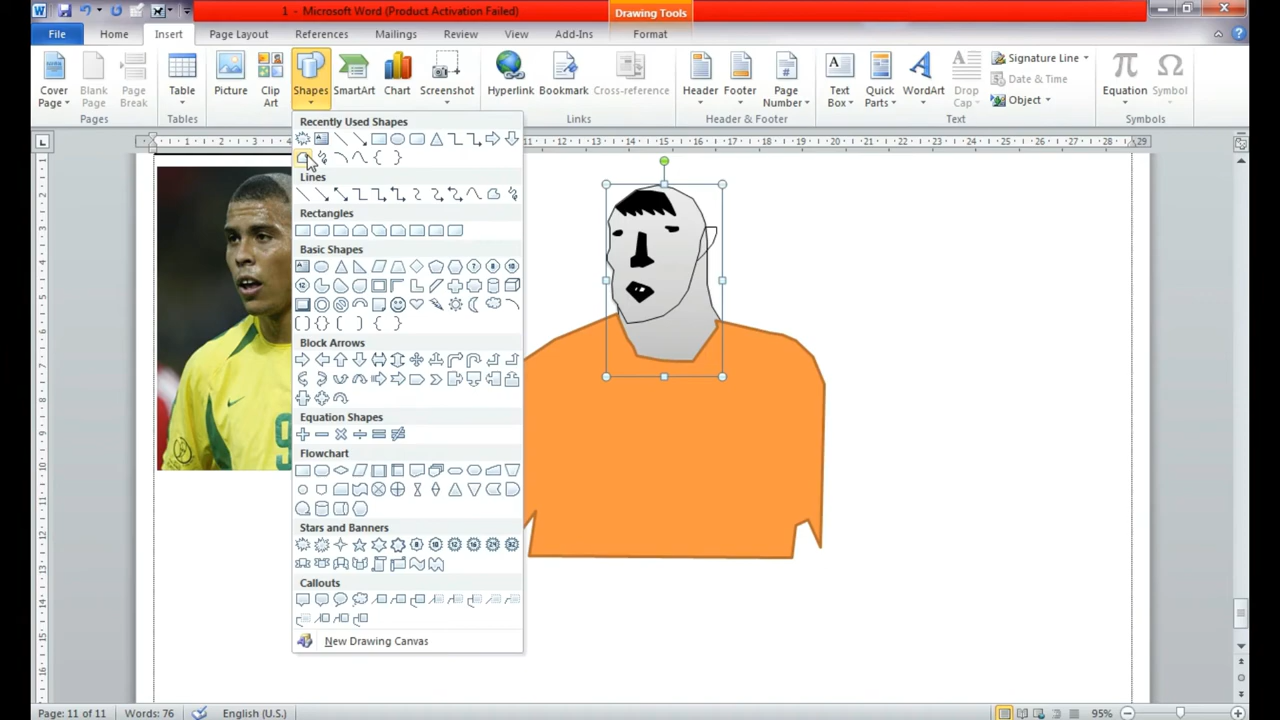 1 - Microsoft Word (Product Activation Failed)
Drawing Tools
File Home Insert Page Layout References Mailings Review View Add-Ins Format
Cover Page
Blank Page
Page Break
Table
Picture
Clip Art
Shapes
SmartArt
Chart
Screenshot
Hyperlink
Bookmark
Cross-reference
Header
Footer
Page Number
Text Box
Quick Parts
WordArt
Drop Cap
Signature Line
Date & Time
Object
Equation
Symbol
Pages Tables Links Header & Footer Text Symbols
Recently Used Shapes
Lines
Rectangles
Basic Shapes
Block Arrows
Equation Shapes
Flowchart
Stars and Banners
Callouts
New Drawing Canvas
Page: 11 of 11 Words: 76 English (U.S.) 95%